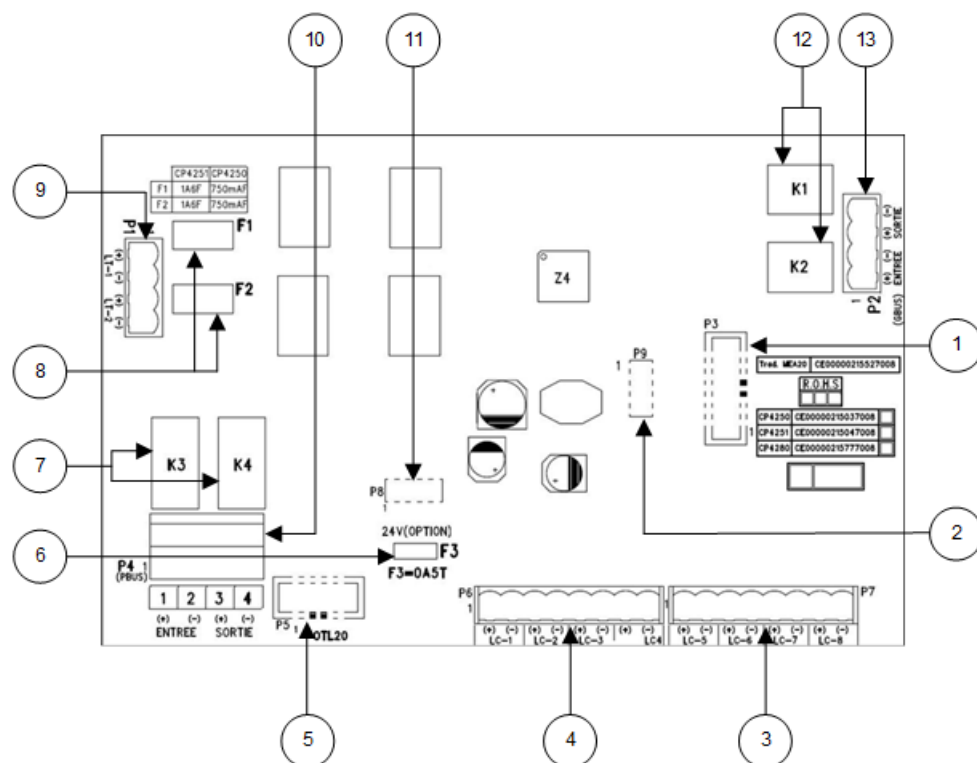 10
11
12
13
9
CP4251 CP4250
F1 1A6F 750mAF
F2 1A6F 750mAF
P1
F1
F2
LT-1
(+)
(-)
LT-2
(+)
(-)
K1
K2
Z4
SORTIE
(+) (-)
ENTREE
(+) (-)
1
P2
(GBUS)
8
P3
1
1
P9
1
Trad. MEA20 CE00000215527008
R.O.H.S
CP4250 CE00000215037008
CP4251 CE00000215047008
CP4280 CE00000215777008
7
K3
K4
P8
1
2
24V(OPTION)
F3
F3=0A5T
6
P4 1
(PBUS)
1 2 3 4
(+) (-) (+) (-)
ENTREE SORTIE
P5
1
OTL20
P6
1
(+) (-) (+) (-) (+) (-) (+) (-)
LC-1 LC-2 LC-3 LC4
1
P7
(+) (-) (+) (-) (+) (-) (+) (-)
LC-5 LC-6 LC-7 LC-8
5
4
3